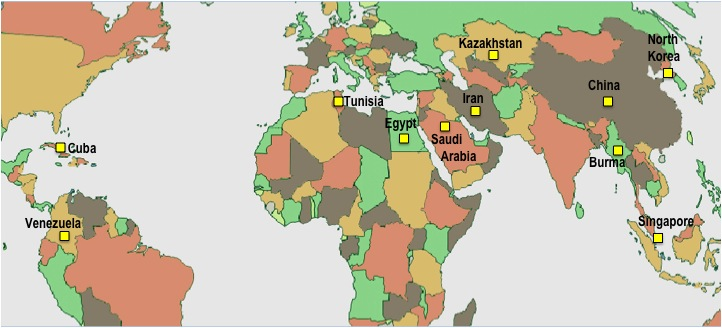 Kazakhstan
North
Korea
China
Iran
Tunisia
Egypt
Saudi
Arabia
Cuba
Burma
Venezuela
Singapore